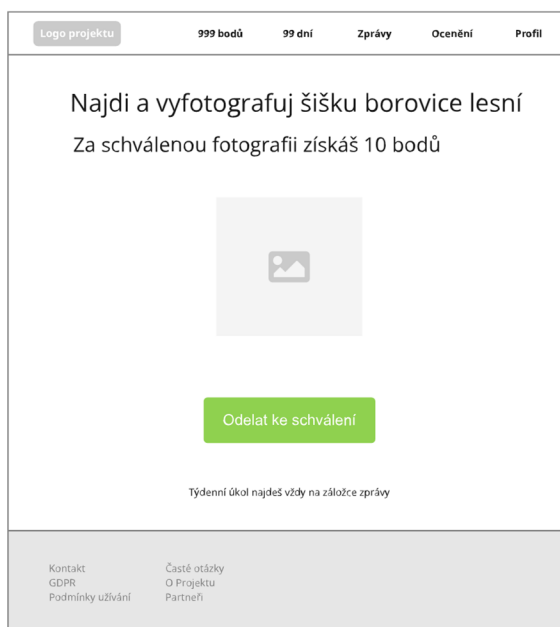 Logo projektu 999 bodů 99 dní Zprávy Ocenění Profil
Najdi a vyfotografuj šišku borovice lesní
Za schválenou fotografii získáš 10 bodů
Odelat ke schválení
Týdenní úkol najdeš vždy na záložce zprávy
Kontakt Častě otázky
GDPR O Projektu
Podmínky užívání Partneři